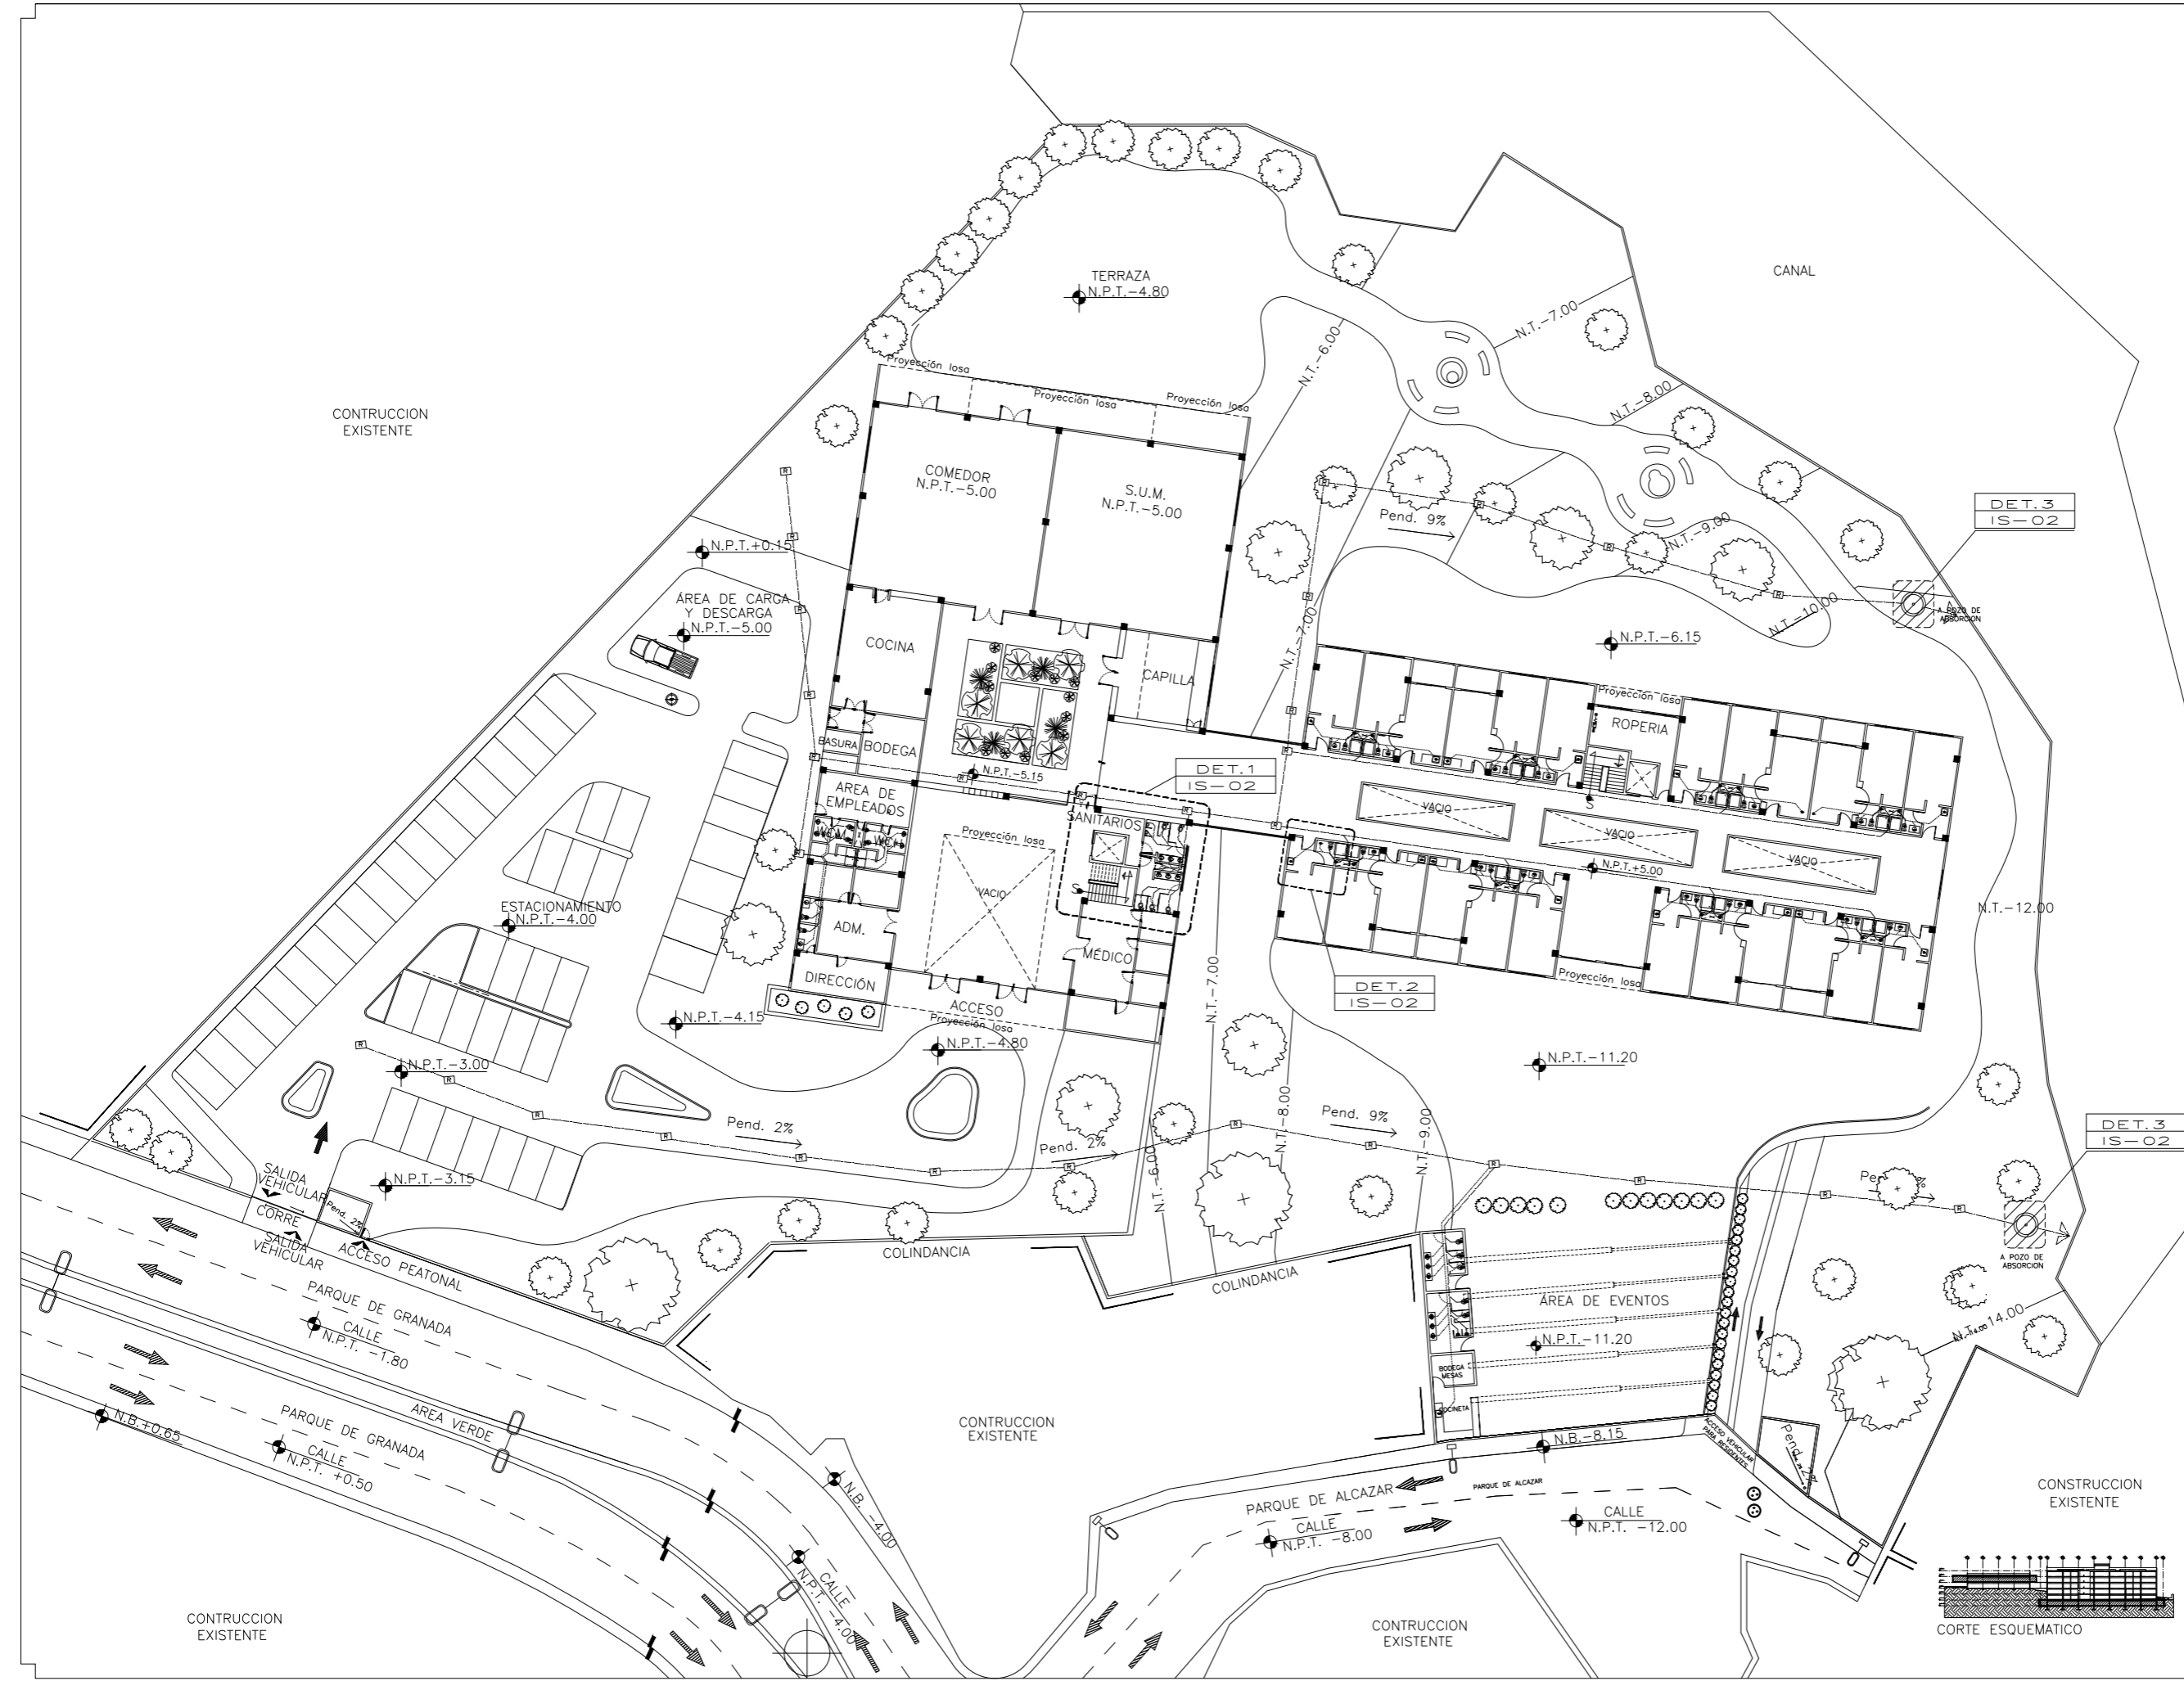 CANAL
TERRAZA
N.P.T.-4.80
N.T.-7.00
N.T.-6.00
N.T.-8.00
Proyección losa
Proyección losa
Proyección losa
CONTRUCCION
EXISTENTE
COMEDOR
N.P.T.-5.00
S.U.M.
N.P.T.-5.00
Pend. 9%
N.T.-9.00
DET.3
IS-02
N.P.T.+0.15
ÁREA DE CARGA
Y DESCARGA
N.P.T.-5.00
N.T.-10.00
A POZO DE
ABSORCION
N.T.-7.00
N.P.T.-6.15
COCINA
CAPILLA
Proyección losa
ROPERIA
BASURA
BODEGA
N.P.T.-5.15
DET.1
IS-02
AREA DE
EMPLEADOS
SANITARIOS
VACIO
VACIO
VACIO
WCM
WCH
Proyección losa
VACIO
S
S
N.P.T.+5.00
ESTACIONAMIENTO
N.P.T.-4.00
ADM.
MÉDICO
N.T.-12.00
DIRECCIÓN
ACCESO
Proyección losa
N.P.T.-4.15
N.P.T.-4.80
N.T.-7.00
DET.2
IS-02
Proyección losa
N.P.T.-3.00
N.P.T.-11.20
Pend. 2%
Pend. 2%
Pend. 9%
N.T.-8.00
N.T.-9.00
N.T.-6.00
DET.3
IS-02
SALIDA
VEHICULAR
N.P.T.-3.15
CORRE
Pend. 2%
SALIDA
VEHICULAR
ACCESO PEATONAL
COLINDANCIA
COLINDANCIA
A POZO DE
ABSORCION
ÁREA DE EVENTOS
N.P.T.-11.20
BODEGA
MESAS
COCINETA
PARQUE DE GRANADA
CALLE
N.P.T. -1.80
AREA VERDE
N.B.+0.65
PARQUE DE GRANADA
CALLE
N.P.T. +0.50
CONTRUCCION
EXISTENTE
N.B. -4.00
CALLE
N.P.T. -4.00
N.B.-8.15
ACCESO VEHICULAR
PARA RESIDENTES
PARQUE DE ALCAZAR
PARQUE DE ALCAZAR
CALLE
N.P.T. -8.00
CALLE
N.P.T. -12.00
CONSTRUCCION
EXISTENTE
CONTRUCCION
EXISTENTE
CONTRUCCION
EXISTENTE
CORTE ESQUEMATICO